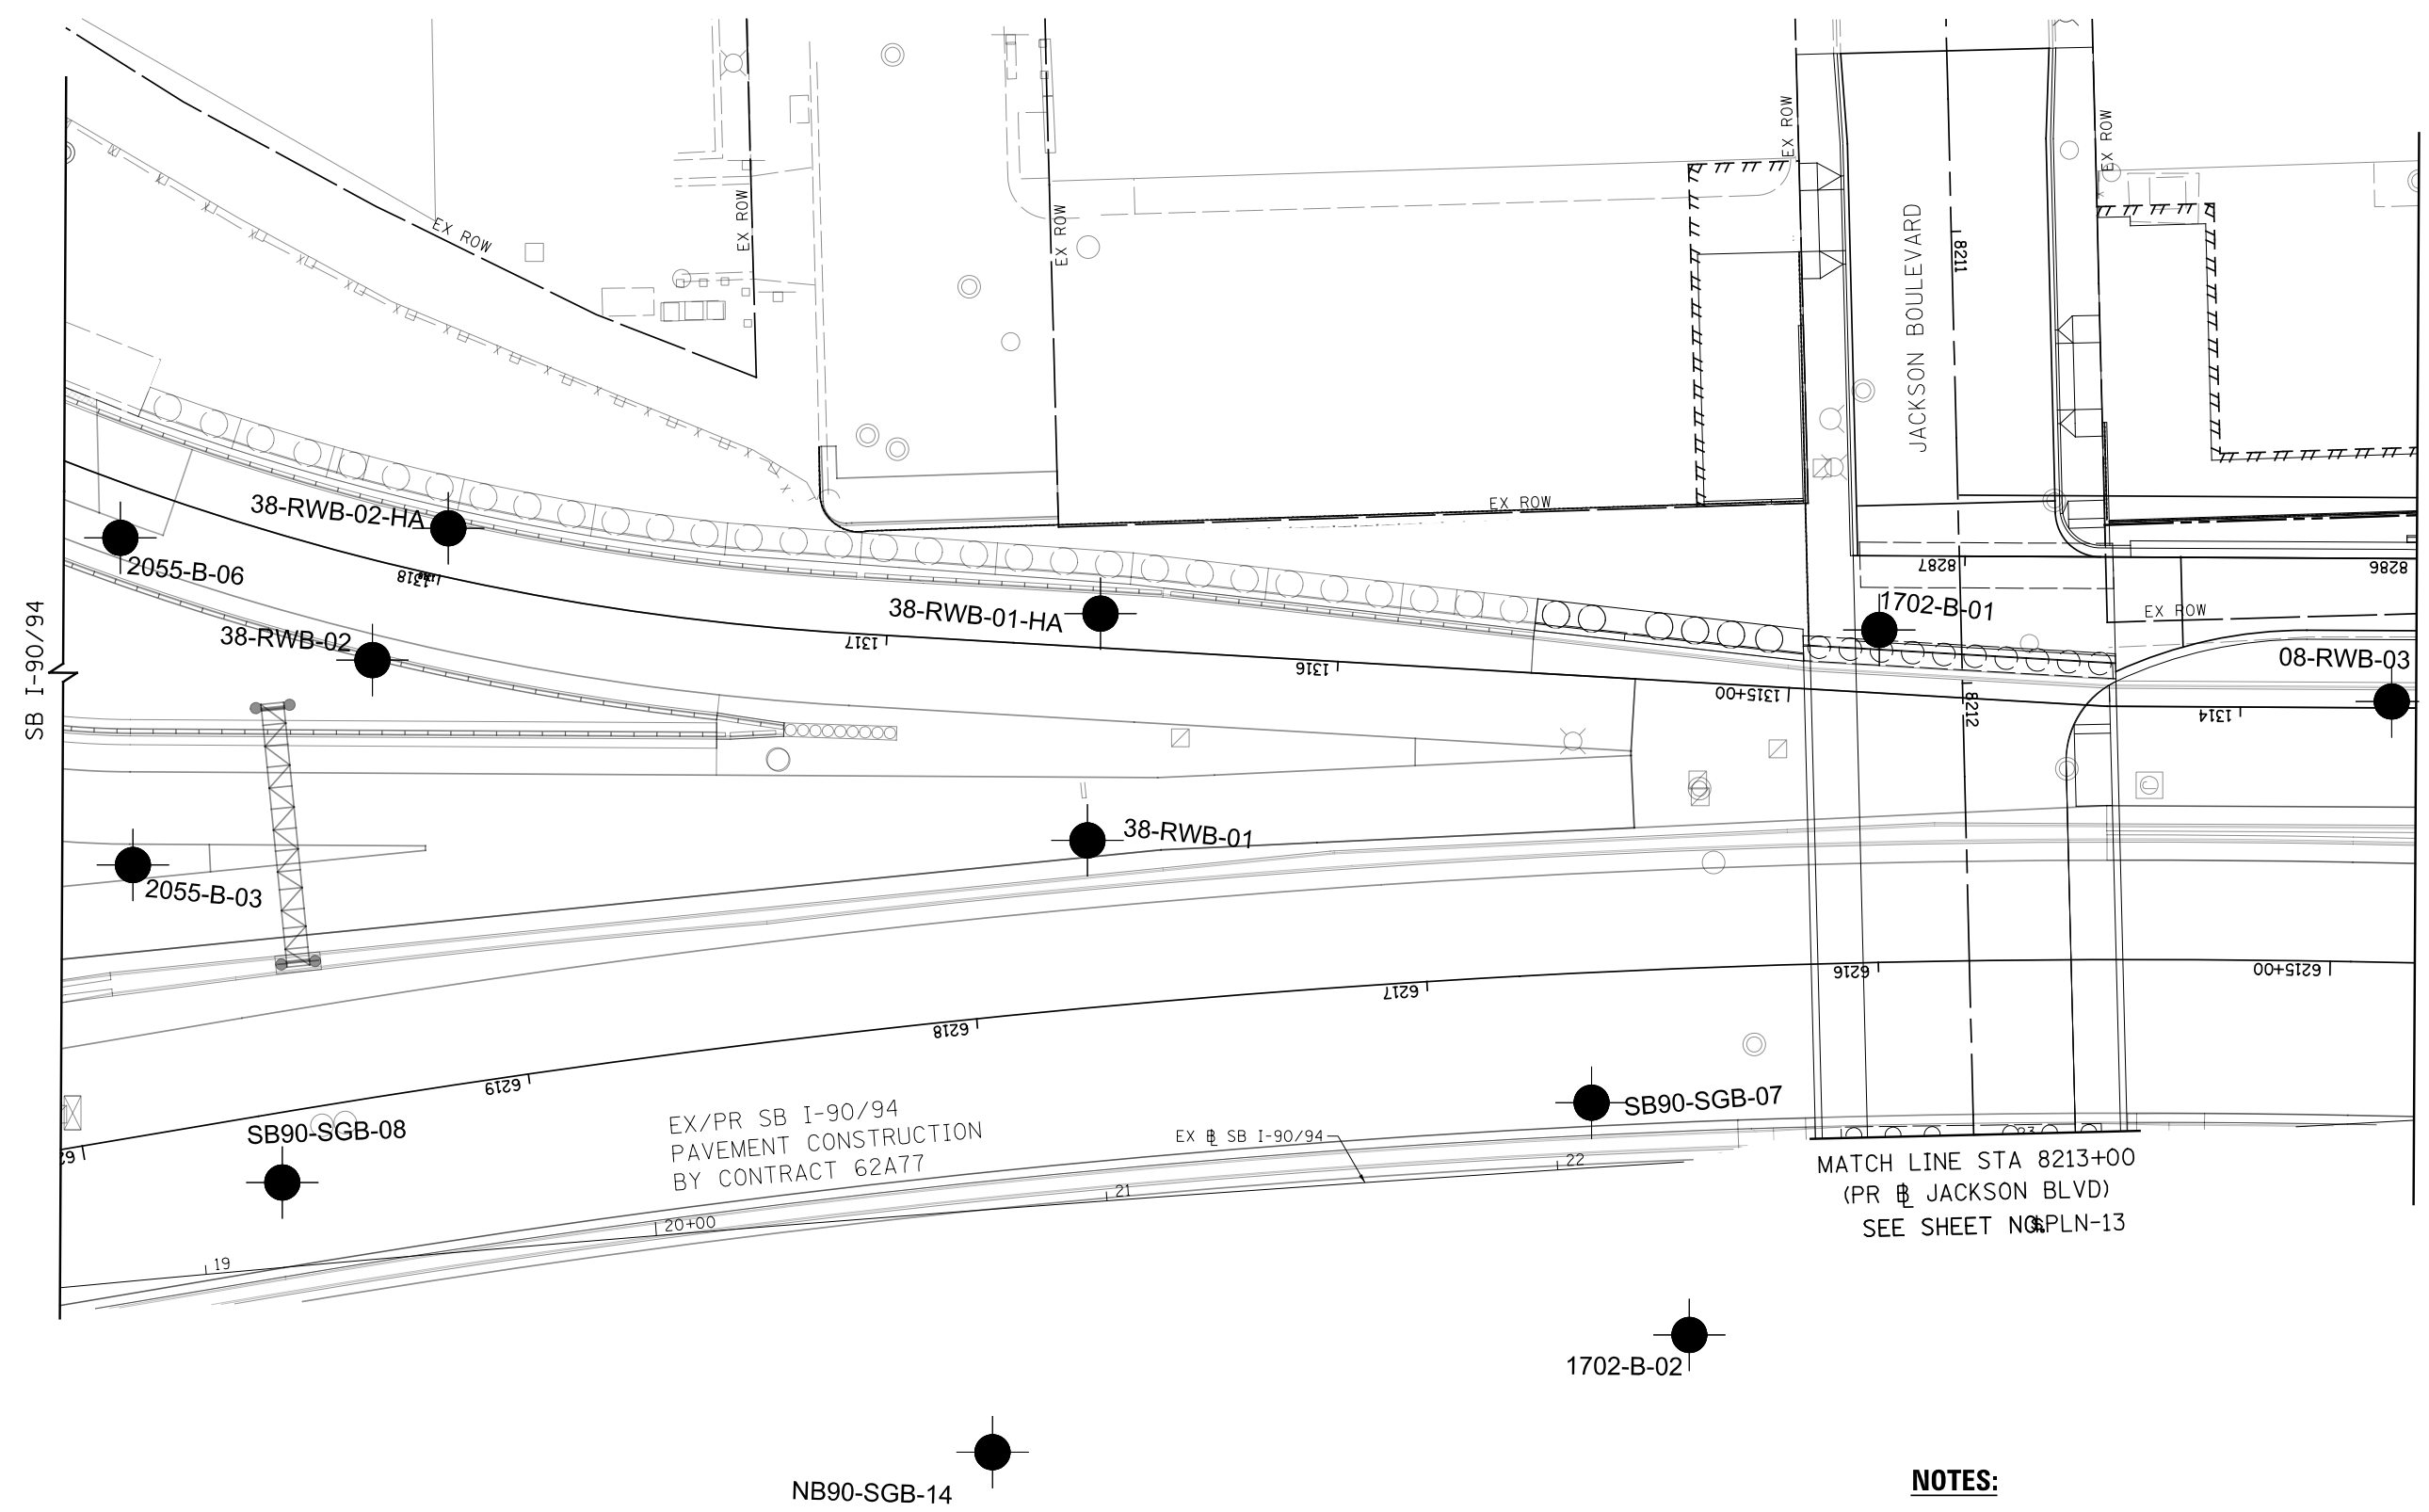 EX ROW
EX ROW
EX ROW
EX ROW
EX ROW
EX ROW
EX ROW
JACKSON BOULEVARD
8211
8212
8287
8286
SB I-90/94
38-RWB-02-HA
2055-B-06
1318
38-RWB-02
38-RWB-01-HA
1317
1316
1315+00
1314
1702-B-01
08-RWB-03
38-RWB-01
2055-B-03
6215+00
6216
6217
6218
6219
62
SB90-SGB-08
SB90-SGB-07
EX/PR SB I-90/94
PAVEMENT CONSTRUCTION
BY CONTRACT 62A77
EX ℄ SB I-90/94
19
20+00
21
22
23
MATCH LINE STA 8213+00
(PR ℄ JACKSON BLVD)
SEE SHEET PLN-13
1702-B-02
NB90-SGB-14
NOTES: